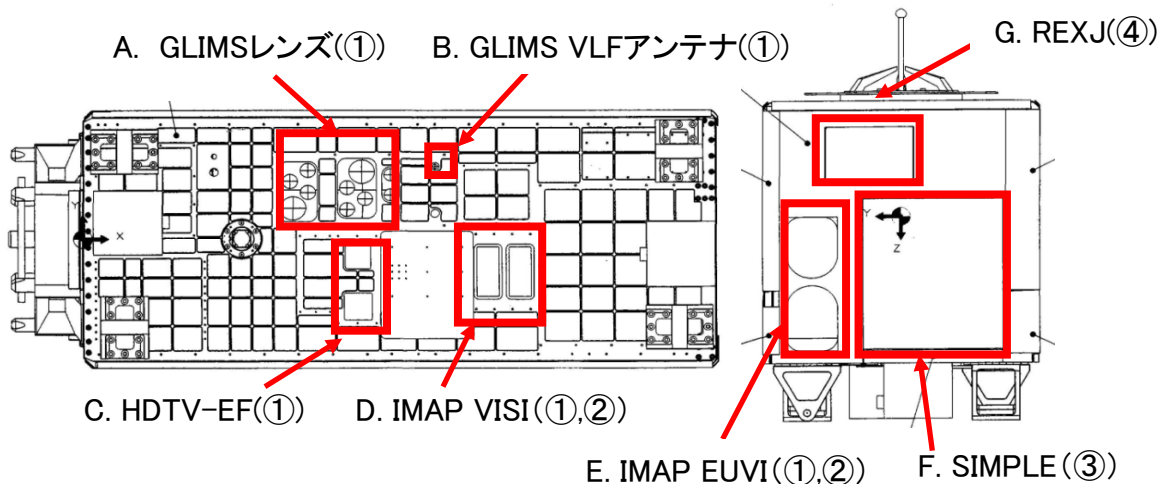 A. GLIMSレンズ(①)
B. GLIMS VLFアンテナ(①)
G. REXJ(④)
Y
X
Y
Z
C. HDTV-EF(①)
D. IMAP VISI(①,②)
E. IMAP EUVI(①,②)
F. SIMPLE(③)